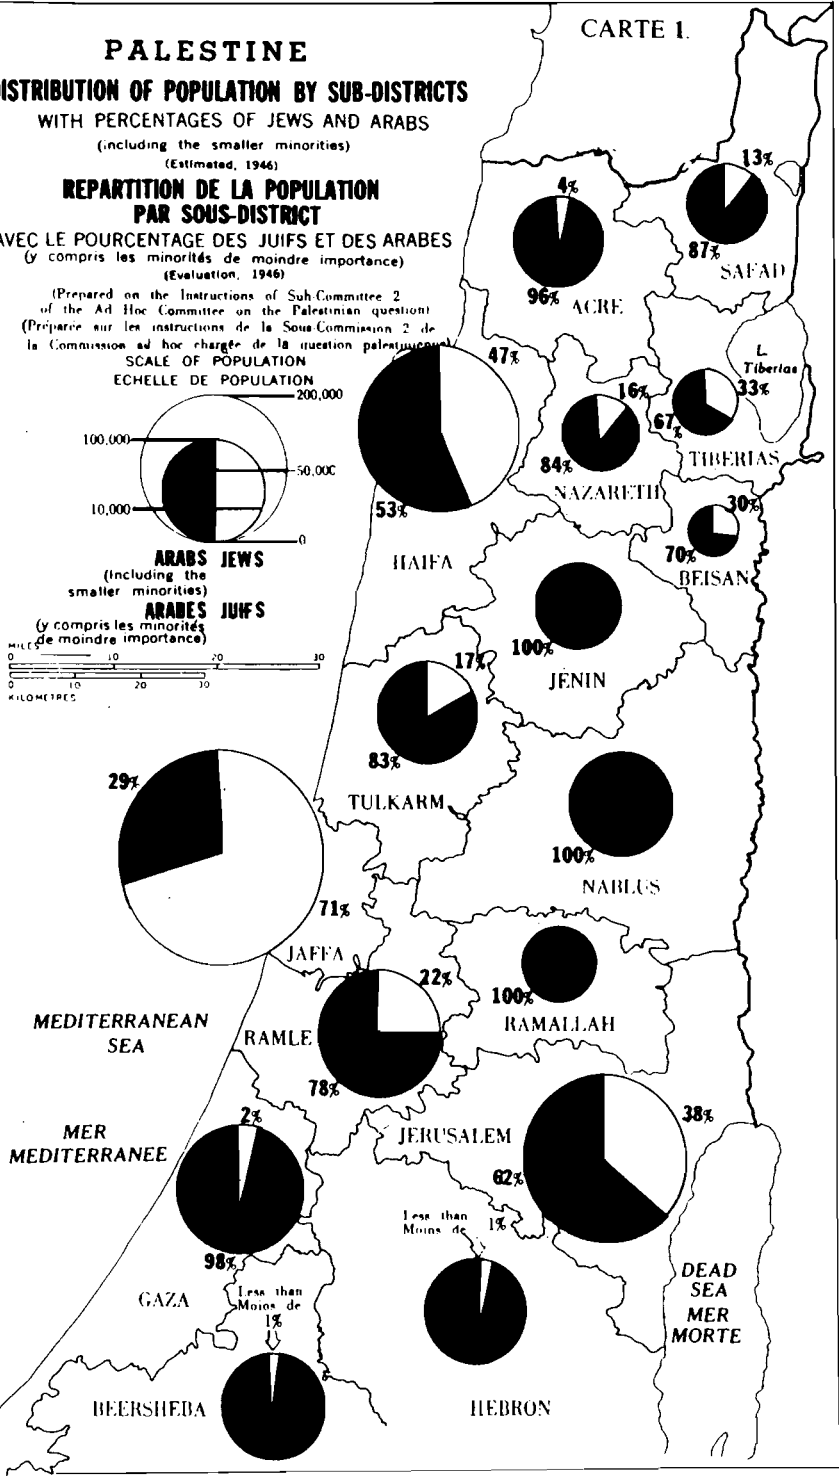 CARTE 1.
PALESTINE
DISTRIBUTION OF POPULATION BY SUB-DISTRICTS
WITH PERCENTAGES OF JEWS AND ARABS
(including the smaller minorities)
(Estimated, 1946)
REPARTITION DE LA POPULATION
PAR SOUS-DISTRICT
AVEC LE POURCENTAGE DES JUIFS ET DES ARABES
(y compris les minorités de moindre importance)
(Evaluation, 1946)
(Prepared on the Instructions of Sub-Committee 2
of the Ad Hoc Committee on the Palestinian question)
(Préparée sur les instructions de la Sous-Commission 2 de
la Commission ad hoc chargée de la question palestinienne)
SCALE OF POPULATION
ECHELLE DE POPULATION
200,000
100,000
50,000
10,000
0
ARABS JEWS
(Including the
smaller minorities)
ARABES JUIFS
(y compris les minorités
de moindre importance)
MILES
0 20 30
0 10 20 30
KILOMETRES
13%
87%
SAFAD
4%
96%
ACRE
L.
Tiberias
47%
53%
HAIFA
16%
84%
NAZARETH
33%
67%
TIBERIAS
30%
70%
BEISAN
100%
JENIN
17%
83%
TULKARM
100%
NABLUS
29%
71%
JAFFA
100%
RAMALLAH
22%
78%
RAMLE
MEDITERRANEAN
SEA
MER
MEDITERRANEE
38%
62%
JERUSALEM
2%
98%
GAZA
Less than
Moins de 1%
HEBRON
Less than
Moins de
1%
BEERSHEBA
DEAD
SEA
MER
MORTE